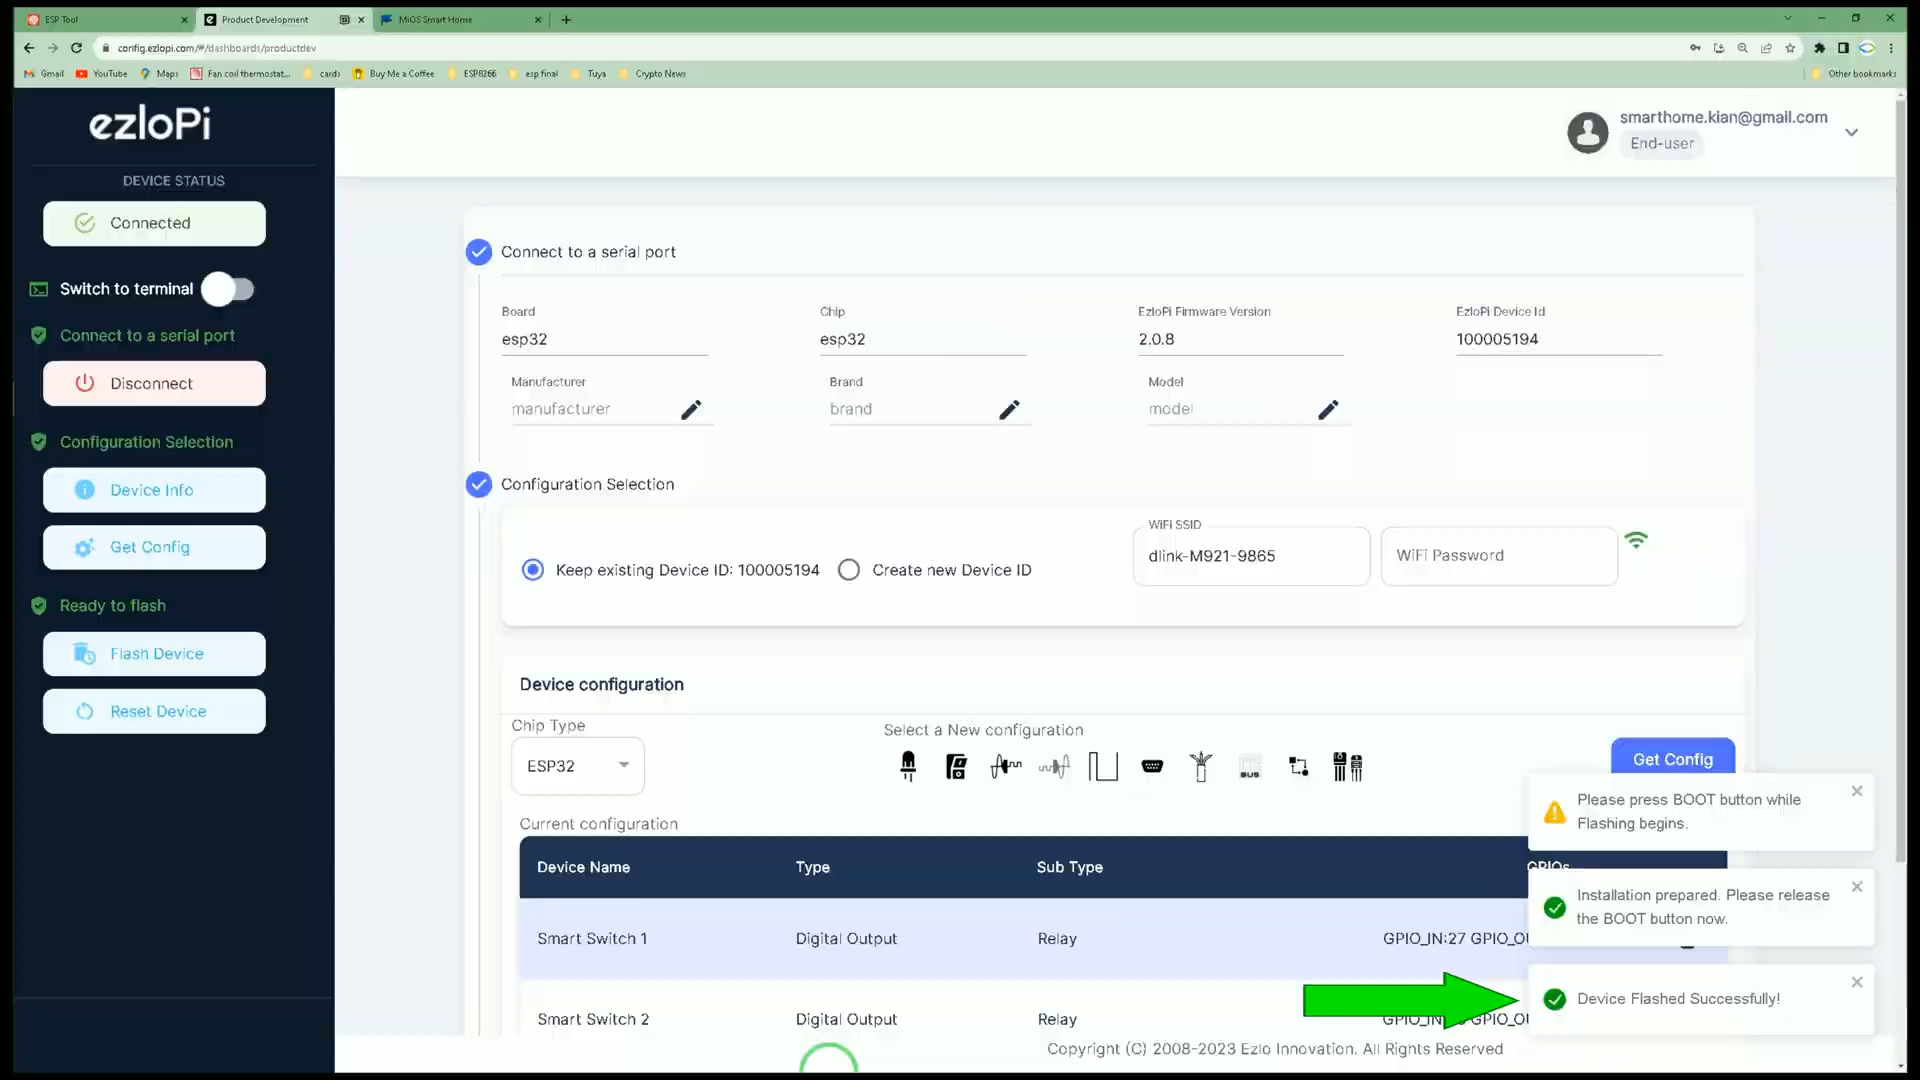 ESP Tool
Product Development
MiOS Smart Home
config.ezlopi.com/#/dashboards/productdev
Gmail
YouTube
Maps
Fan coil thermostat...
cards
Buy Me a Coffee
ESP8266
esp final
Tuya
Crypto News
Other bookmarks
ezloPi
DEVICE STATUS
Connected
Switch to terminal
Connect to a serial port
Disconnect
Configuration Selection
Device Info
Get Config
Ready to flash
Flash Device
Reset Device
smarthome.kian@gmail.com
End-user
Connect to a serial port
Board
Chip
EzloPi Firmware Version
EzloPi Device Id
esp32
esp32
2.0.8
100005194
Manufacturer
Brand
Model
manufacturer
brand
model
Configuration Selection
Keep existing Device ID: 100005194
Create new Device ID
WiFi SSID
dlink-M921-9865
WiFi Password
Device configuration
Chip Type
ESP32
Select a New configuration
BUS
Get Config
Current configuration
Device Name
Type
Sub Type
GPIOs
Smart Switch 1
Digital Output
Relay
GPIO_IN:27 GPIO_OU
Smart Switch 2
Digital Output
Relay
Please press BOOT button while
Flashing begins.
Installation prepared. Please release
the BOOT button now.
Device Flashed Successfully!
Copyright (C) 2008-2023 Ezlo Innovation. All Rights Reserved